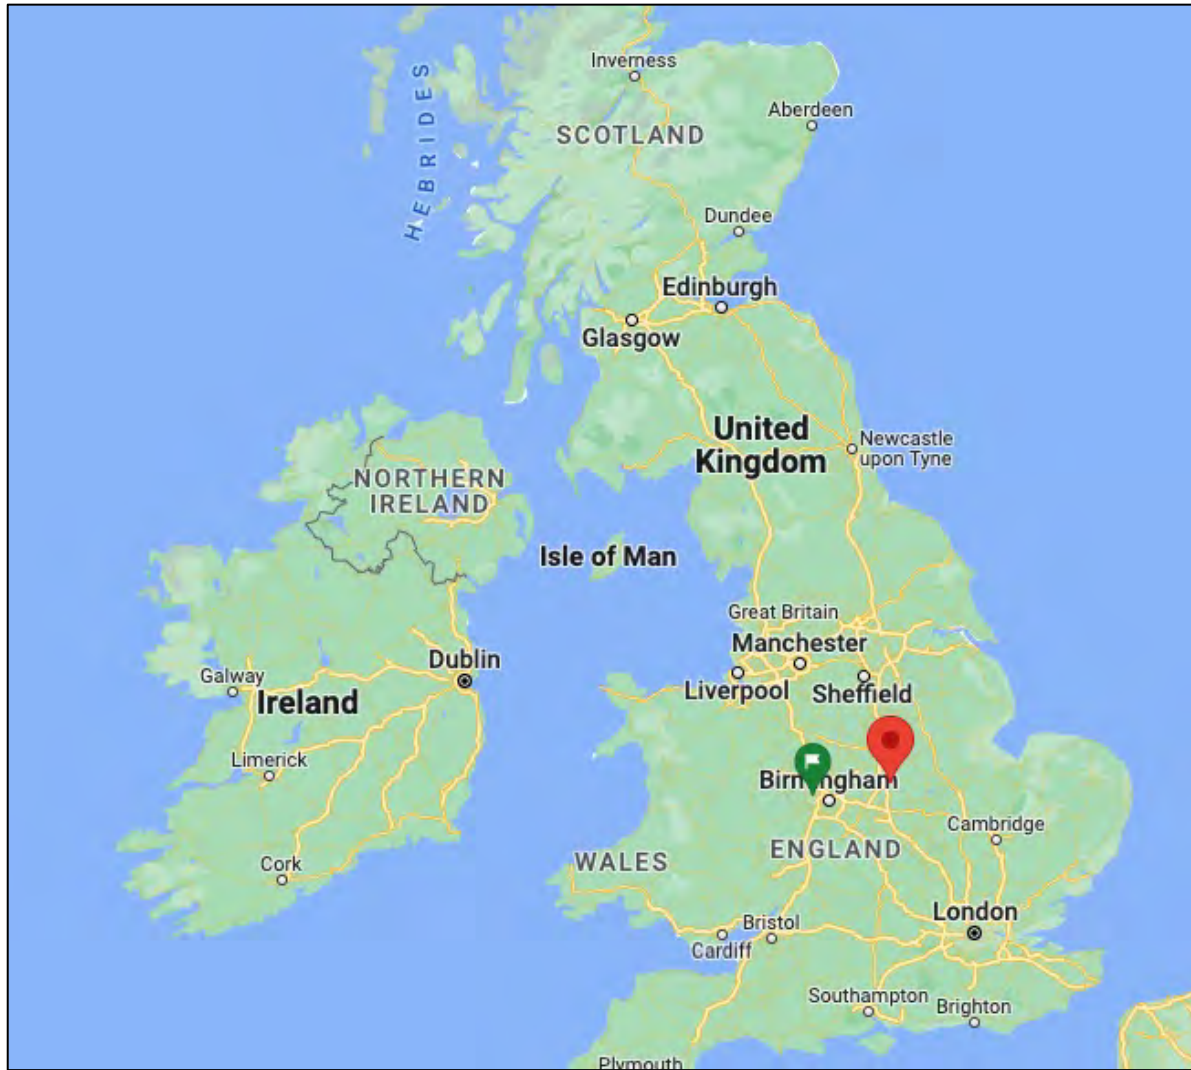 Inverness
Aberdeen
SCOTLAND
HEBRIDES
Dundee
Edinburgh
Glasgow
United
Kingdom
Newcastle
upon Tyne
NORTHERN
IRELAND
Isle of Man
Great Britain
Manchester
Dublin
Galway
Liverpool
Sheffield
Ireland
Limerick
Birmingham
Cambridge
ENGLAND
WALES
Cork
London
Bristol
Cardiff
Southampton
Brighton
Plymouth